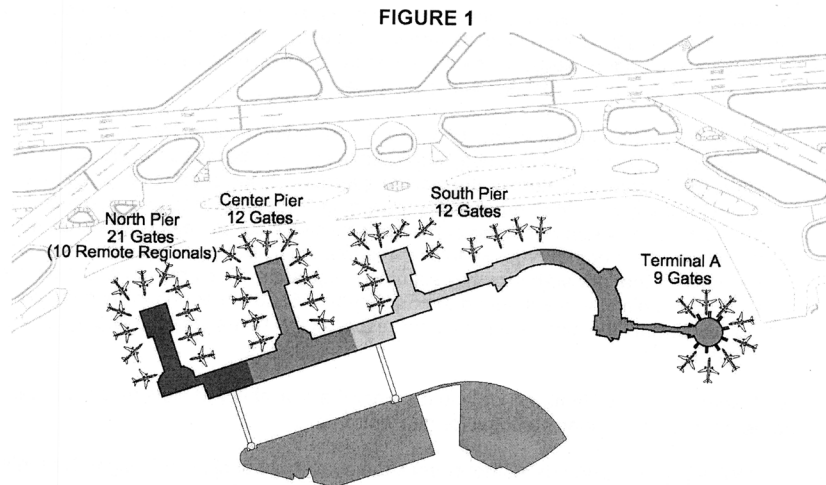 FIGURE 1
North Pier
21 Gates
(10 Remote Regionals)
Center Pier
12 Gates
South Pier
12 Gates
Terminal A
9 Gates